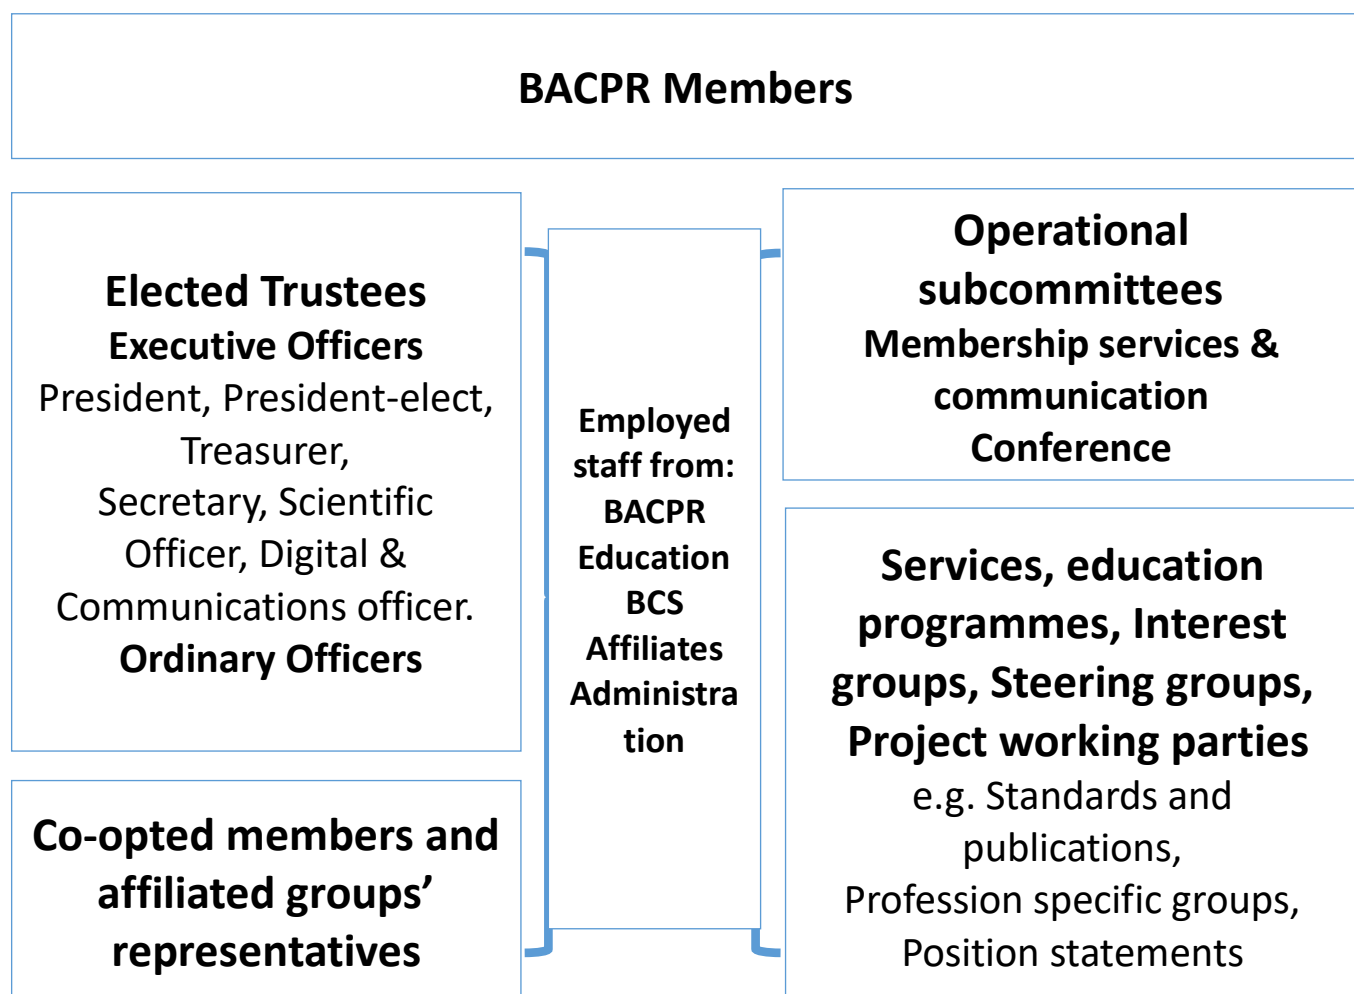 BACPR Members
Elected Trustees
Executive Officers
President, President-elect,
Treasurer,
Secretary, Scientific
Officer, Digital &
Communications officer.
Ordinary Officers
Co-opted members and
affiliated groups’
representatives
Employed
staff from:
BACPR
Education
BCS
Affiliates
Administra
tion
Operational
subcommittees
Membership services &
communication
Conference
Services, education
programmes, Interest
groups, Steering groups,
Project working parties
e.g. Standards and
publications,
Profession specific groups,
Position statements